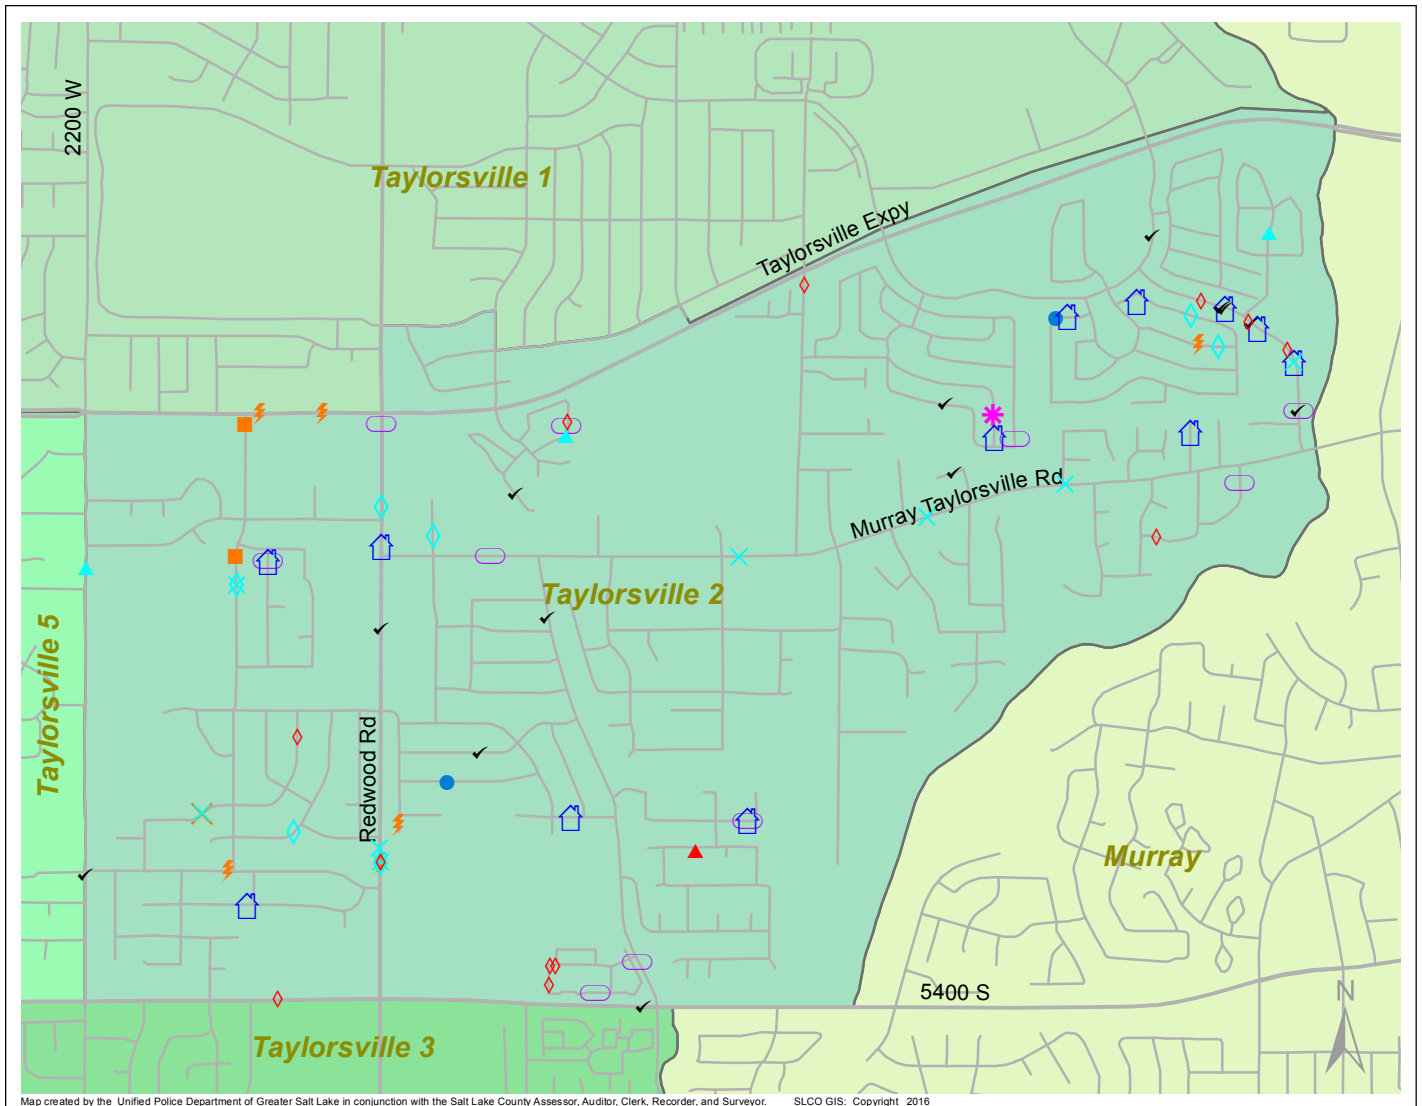 2200 W
Taylorsville 1
Taylorsville Expy
Murray Taylorsville Rd
Taylorsville 2
Taylorsville 5
Redwood Rd
Murray
5400 S
N
Taylorsville 3
Map created by the Unified Police Department of Greater Salt Lake in conjunction with the Salt Lake County Assessor, Auditor, Clerk, Recorder, and Surveyor. SLCO GIS: Copyright 2016